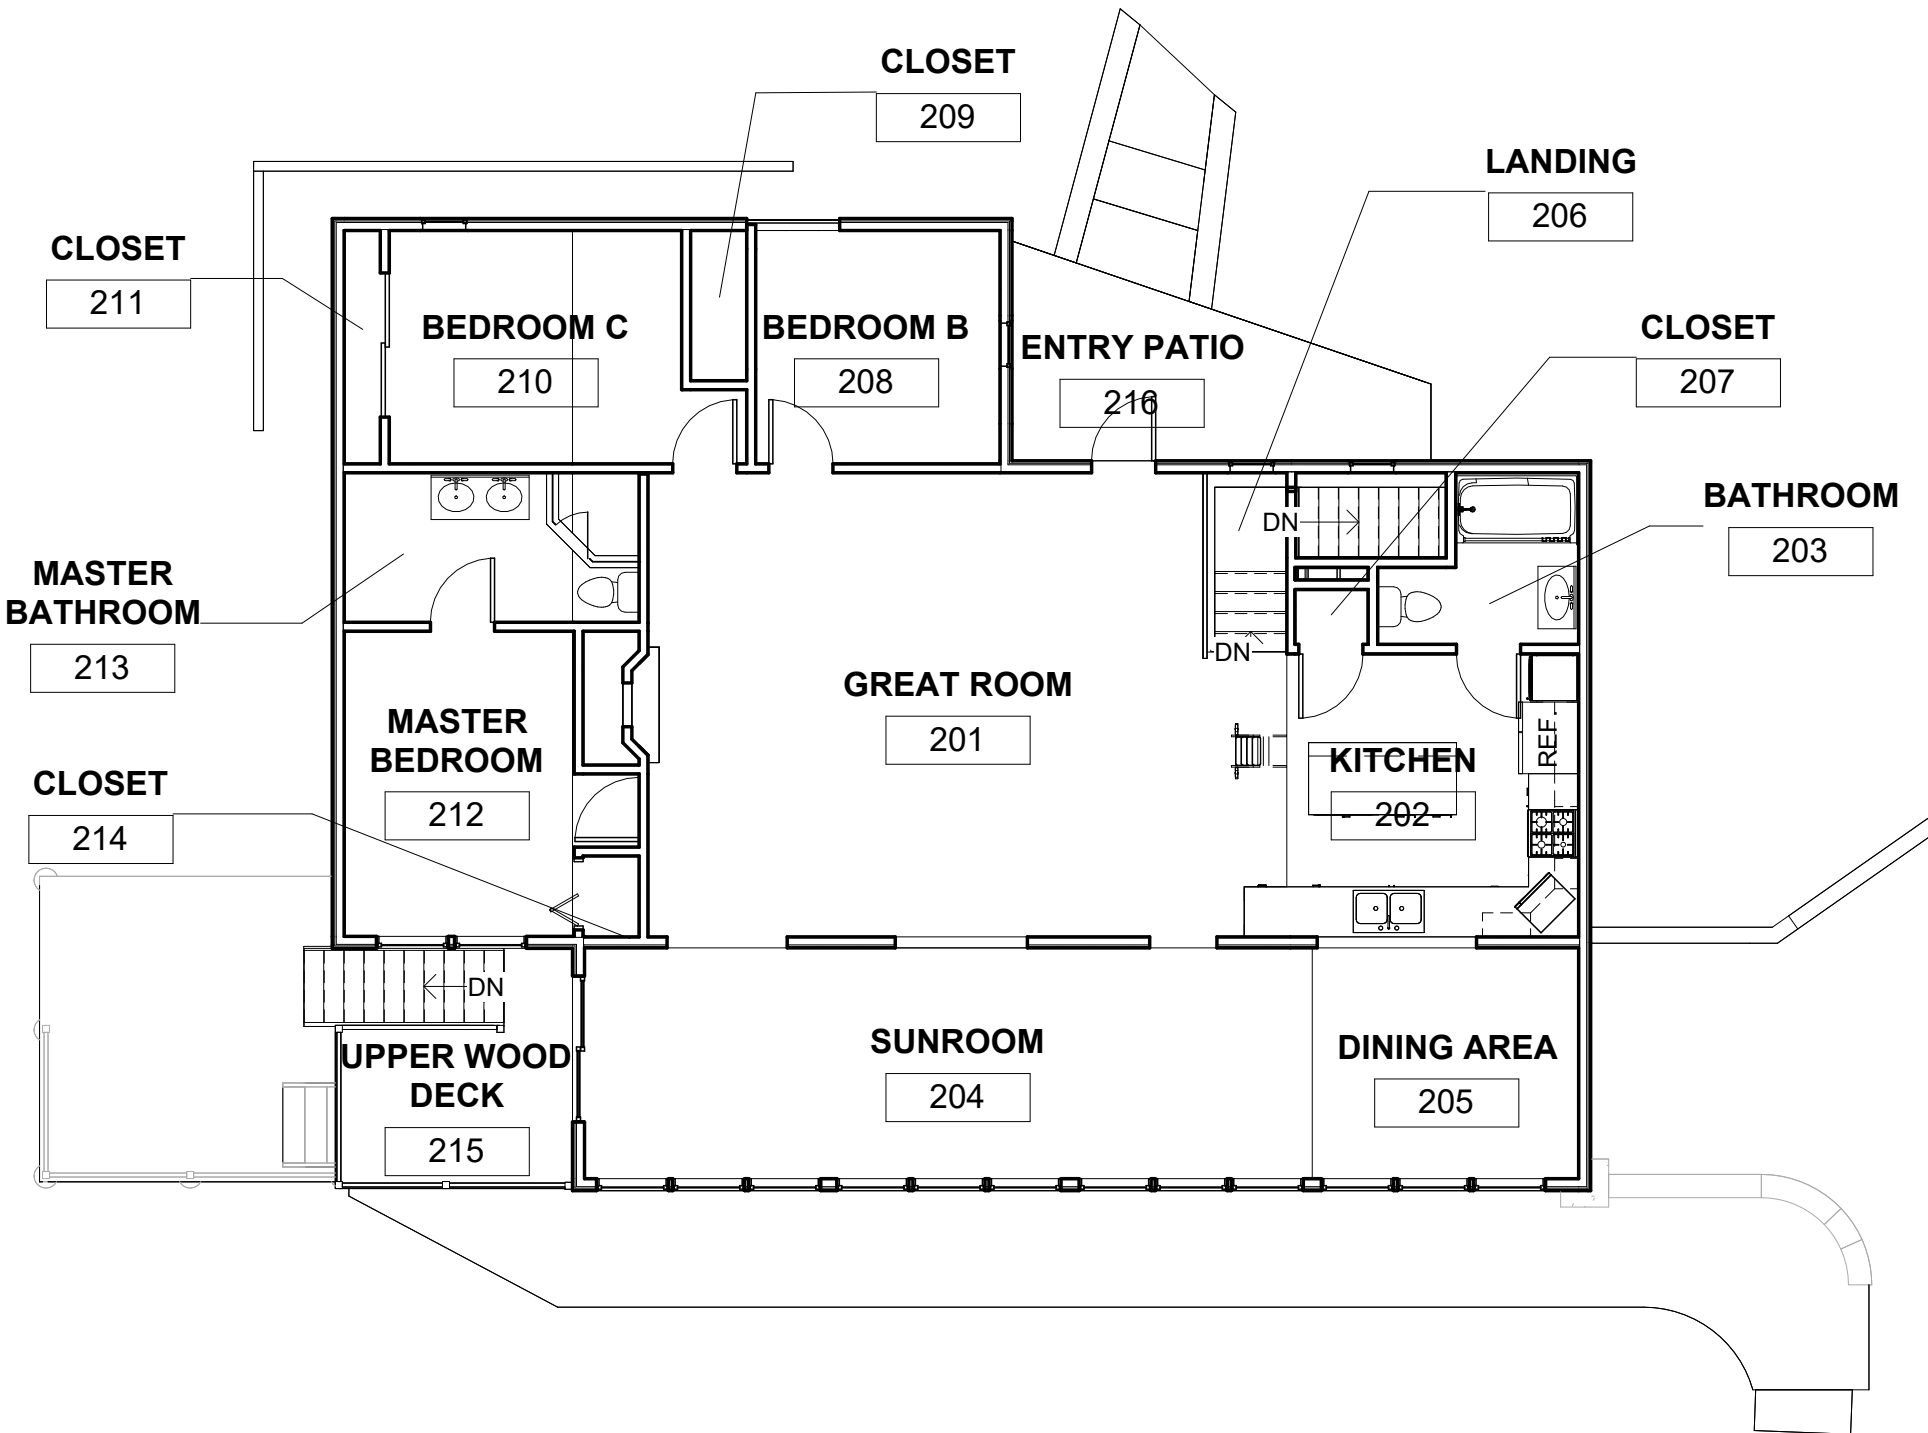 CLOSET
209
LANDING
206
CLOSET
211
BEDROOM C
210
BEDROOM B
208
ENTRY PATIO
216
CLOSET
207
BATHROOM
203
DN
DN
MASTER
BATHROOM
213
GREAT ROOM
201
MASTER
BEDROOM
212
KITCHEN
202
REF.
CLOSET
214
DN
UPPER WOOD
DECK
215
SUNROOM
204
DINING AREA
205